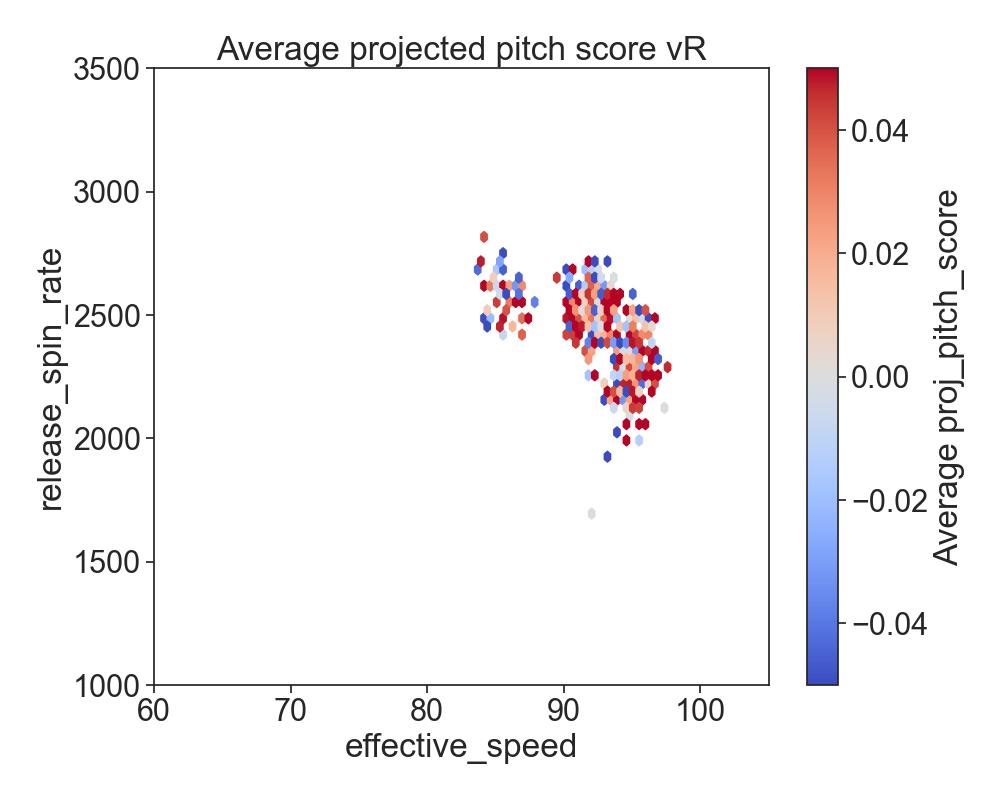 Average projected pitch score vR
3500
3000
2500
2000
1500
1000
release_spin_rate
60 70 80 90 100
effective_speed
0.04
0.02
0.00
−0.02
−0.04
Average proj_pitch_score